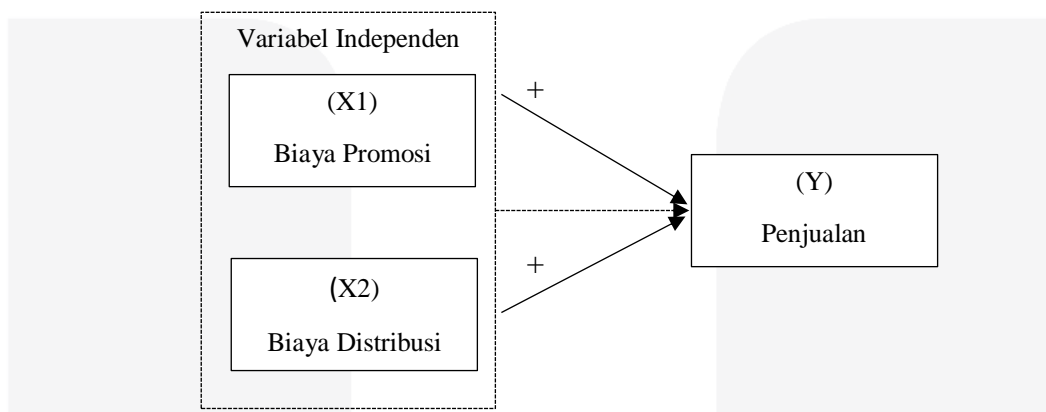 Variabel Independen
(X1)
Biaya Promosi
+
(Y)
Penjualan
+
(X2)
Biaya Distribusi